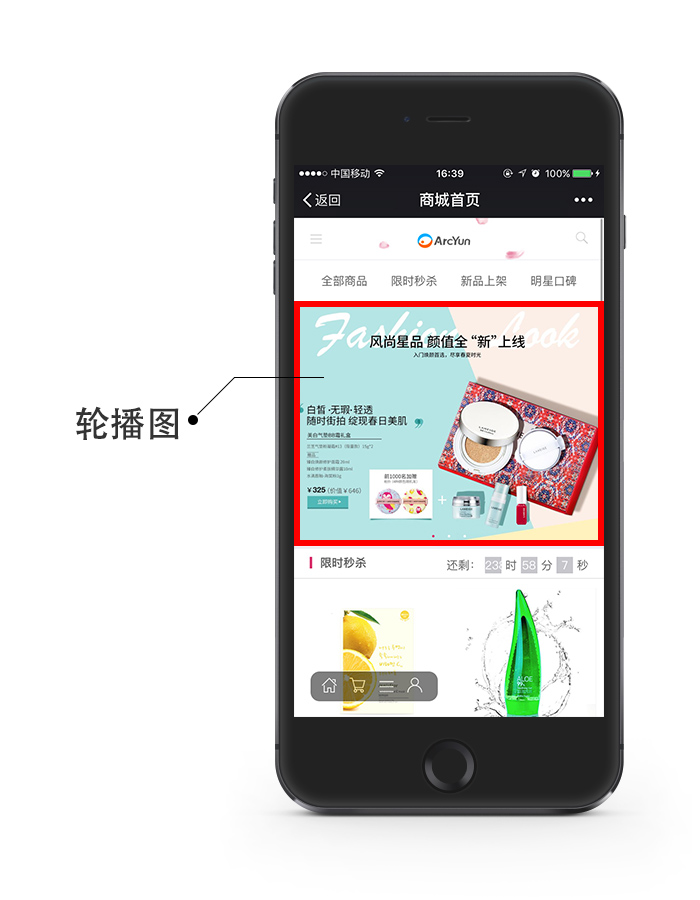 中国移动
16:39
100%
返回
商城首页
ArcYun
全部商品
限时秒杀
新品上架
明星口碑
Fashion Look
风尚星品 颜值全“新”上线
入门焕颜首选，尽享春夏时光
轮播图
白皙·无瑕·轻透
随时街拍 绽现春日美肌
美白气垫BB霜礼盒
￥325（价值￥646）
立即购买>
前1000名加赠
限时秒杀
还剩： 238 时 58 分 7 秒
ALOE